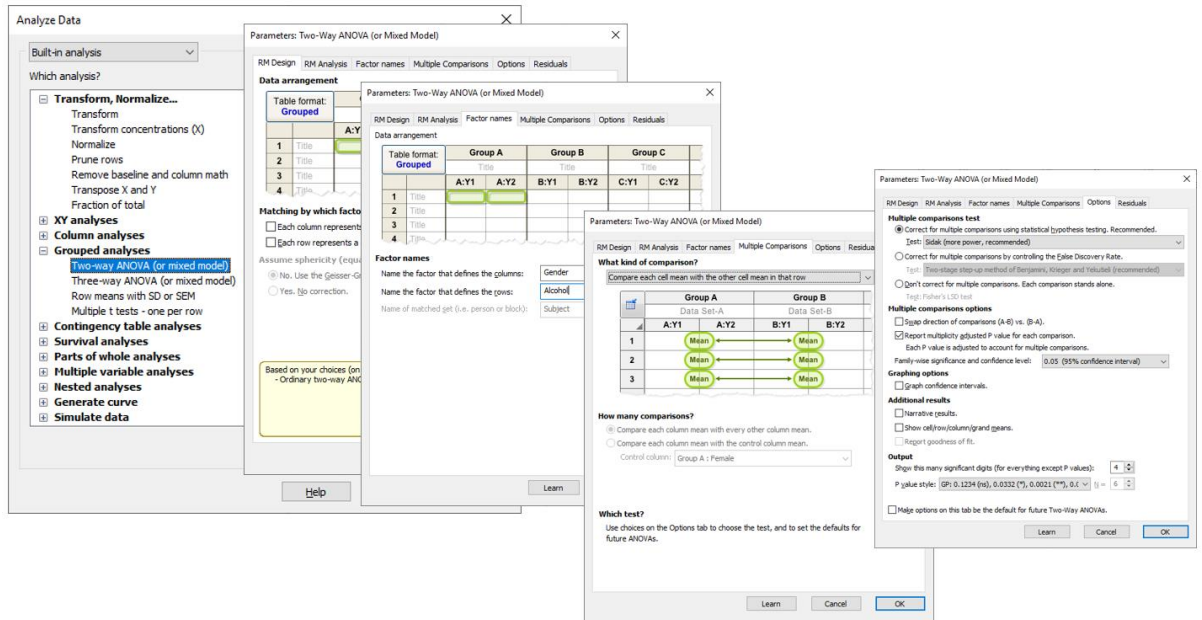 Analyze Data
Built-in analysis
Which analysis?
Transform, Normalize...
Transform
Transform concentrations (X)
Normalize
Prune rows
Remove baseline and column math
Transpose X and Y
Fraction of total
XY analyses
Column analyses
Grouped analyses
Two-way ANOVA (or mixed model)
Three-way ANOVA (or mixed model)
Row means with SD or SEM
Multiple t tests - one per row
Contingency table analyses
Survival analyses
Parts of whole analyses
Multiple variable analyses
Nested analyses
Generate curve
Simulate data
Help
Parameters: Two-Way ANOVA (or Mixed Model)
RM Design RM Analysis Factor names Multiple Comparisons Options Residuals
Data arrangement
Table format:
Grouped
A:Y
1 Title
2 Title
3 Title
4 Title
Matching by which facto
Each column represents
Each row represents a
Assume sphericity (equa
No. Use the Geisser-Gr
Yes. No correction.
Based on your choices (on
- Ordinary two-way ANO
Parameters: Two-Way ANOVA (or Mixed Model)
RM Design RM Analysis Factor names Multiple Comparisons Options Residuals
Data arrangement
Table format: Group A Group B Group C
Grouped Title Title Title
A:Y1 A:Y2 B:Y1 B:Y2 C:Y1 C:Y2
1 Title
2 Title
3 Title
4 Title
Factor names
Name the factor that defines the columns: Gender
Name the factor that defines the rows: Alcohol
Name of matched set (i.e. person or block): Subject
Learn
Parameters: Two-Way ANOVA (or Mixed Model)
RM Design RM Analysis Factor names Multiple Comparisons Options Residua
What kind of comparison?
Compare each cell mean with the other cell mean in that row
Group A Group B
Data Set-A Data Set-B
A:Y1 A:Y2 B:Y1 B:Y2
1 Mean Mean
2 Mean Mean
3 Mean Mean
How many comparisons?
Compare each column mean with every other column mean.
Compare each column mean with the control column mean.
Control column: Group A : Female
Which test?
Use choices on the Options tab to choose the test, and to set the defaults for
future ANOVAs.
Learn Cancel OK
Parameters: Two-Way ANOVA (or Mixed Model)
RM Design RM Analysis Factor names Multiple Comparisons Options Residuals
Multiple comparisons test
Correct for multiple comparisons using statistical hypothesis testing. Recommended.
Test: Sidak (more power, recommended)
Correct for multiple comparisons by controlling the False Discovery Rate.
Test: Two-stage step-up method of Benjamini, Krieger and Yekutieli (recommended)
Don't correct for multiple comparisons. Each comparison stands alone.
Test: Fisher's LSD test
Multiple comparisons options
Swap direction of comparisons (A-B) vs. (B-A).
Report multiplicity adjusted P value for each comparison.
Each P value is adjusted to account for multiple comparisons.
Family-wise significance and confidence level: 0.05 (95% confidence interval)
Graphing options
Graph confidence intervals.
Additional results
Narrative results.
Show cell/row/column/grand means.
Report goodness of fit.
Output
Show this many significant digits (for everything except P values): 4
P value style: GP: 0.1234 (ns), 0.0332 (*), 0.0021 (**), 0.( N = 6
Make options on this tab be the default for future Two-Way ANOVAs.
Learn Cancel OK